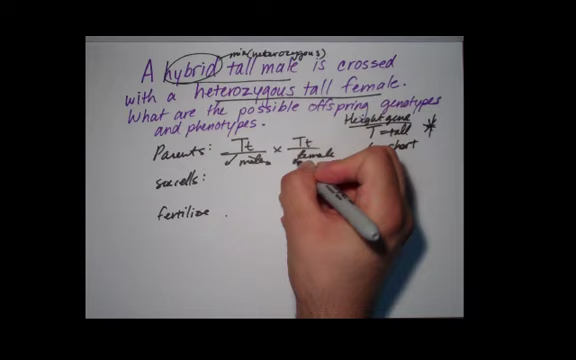 mix (heterozygous)
A hybrid tall male is crossed
with a heterozygous tall female.
What are the possible offspring genotypes
and phenotypes.
Height gene
T = tall
short
Parents: Tt x Tt
male female
sex cells:
fertilize